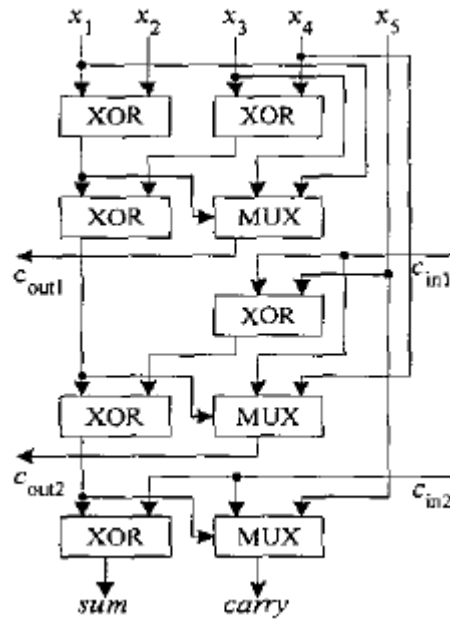 x1 x2 x3 x4 x5
XOR XOR
XOR MUX
cout1 cin1
XOR
XOR MUX
cout2 cin2
XOR MUX
sum carry